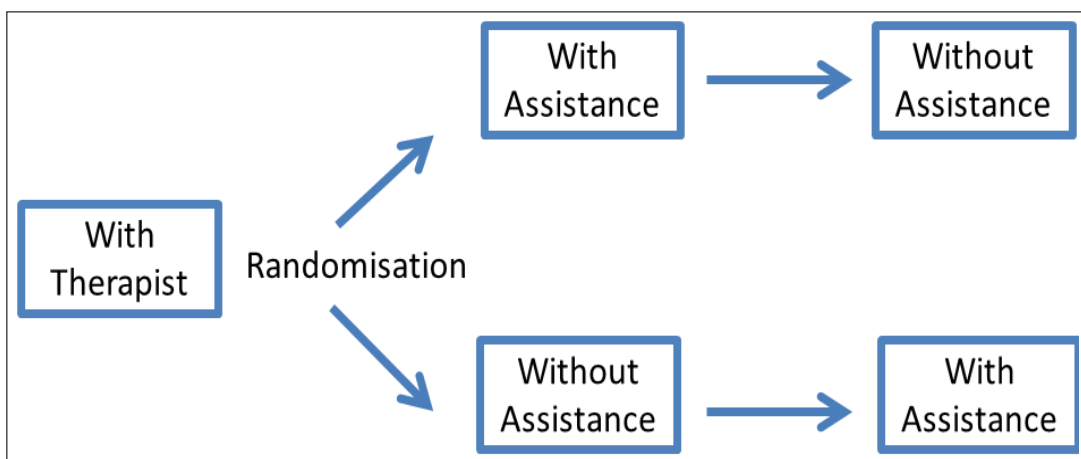 With
Therapist
Randomisation
With
Assistance
Without
Assistance
Without
Assistance
With
Assistance